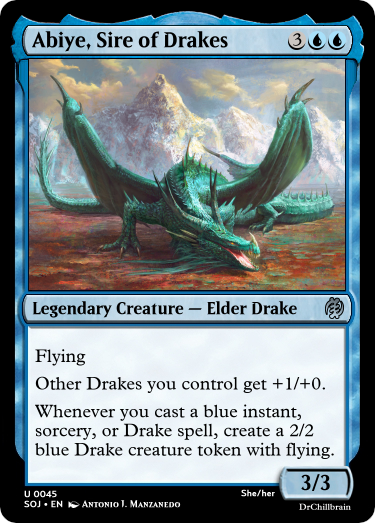 Abiye, Sire of Drakes 3
Legendary Creature — Elder Drake
Flying
Other Drakes you control get +1/+0.
Whenever you cast a blue instant,
sorcery, or Drake spell, create a 2/2
blue Drake creature token with flying.
3/3
U 0045
SOJ • EN Antonio J. Manzanedo
She/her
DrChillbrain